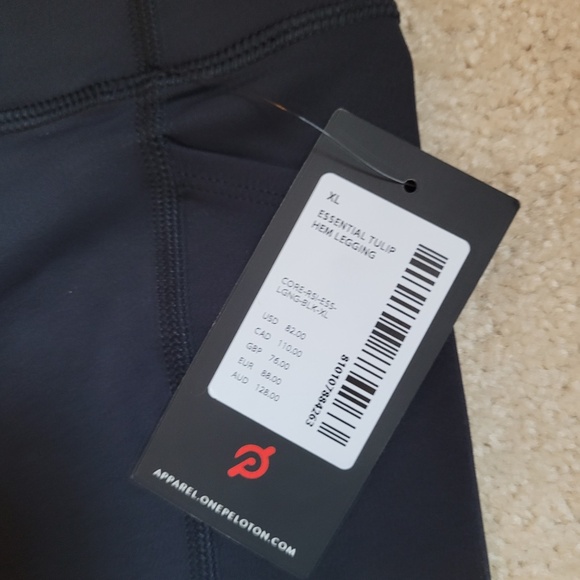 XL
ESSENTIAL TULIP
HEM LEGGING
CORE-RSI-ESS-
LGNG-BLK-XL
USD 82.00
CAD 110.00
GBP 76.00
EUR 88.00
AUD 128.00
810107884263
APPAREL.ONEPELOTON.COM